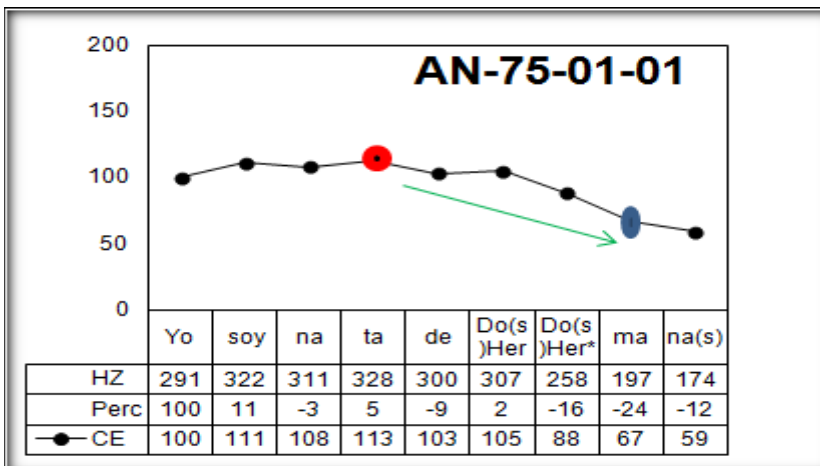 200
AN-75-01-01
150
100
50
0
Yo soy na ta de Do(s )Her Do(s )Her* ma na(s)
HZ 291 322 311 328 300 307 258 197 174
Perc 100 11 -3 5 -9 2 -16 -24 -12
CE 100 111 108 113 103 105 88 67 59